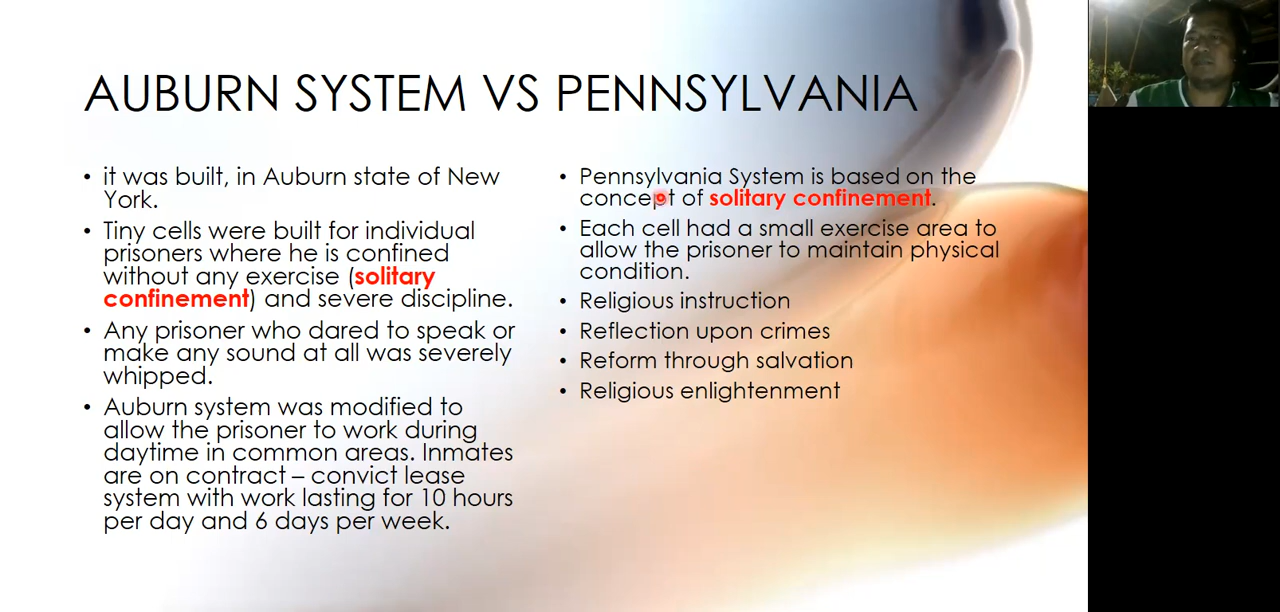 AUBURN SYSTEM VS PENNSYLVANIA
• it was built, in Auburn state of New
York.
• Tiny cells were built for individual
prisoners where he is confined
without any exercise (solitary
confinement) and severe discipline.
• Any prisoner who dared to speak or
make any sound at all was severely
whipped.
• Auburn system was modified to
allow the prisoner to work during
daytime in common areas. Inmates
are on contract – convict lease
system with work lasting for 10 hours
per day and 6 days per week.
• Pennsylvania System is based on the
concept of solitary confinement.
• Each cell had a small exercise area to
allow the prisoner to maintain physical
condition.
• Religious instruction
• Reflection upon crimes
• Reform through salvation
• Religious enlightenment